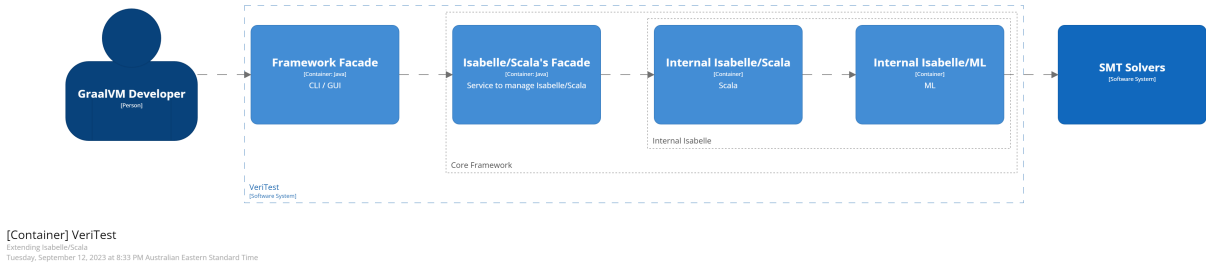 GraalVM Developer
[Person]
Framework Facade
[Container: Java]
CLI / GUI
Isabelle/Scala's Facade
[Container: Java]
Service to manage Isabelle/Scala
Internal Isabelle/Scala
[Container]
Scala
Internal Isabelle/ML
[Container]
ML
SMT Solvers
[Software System]
Internal Isabelle
Core Framework
VeriTest
[Software System]
[Container] VeriTest
Extending Isabelle/Scala
Tuesday, September 12, 2023 at 8:33 PM Australian Eastern Standard Time